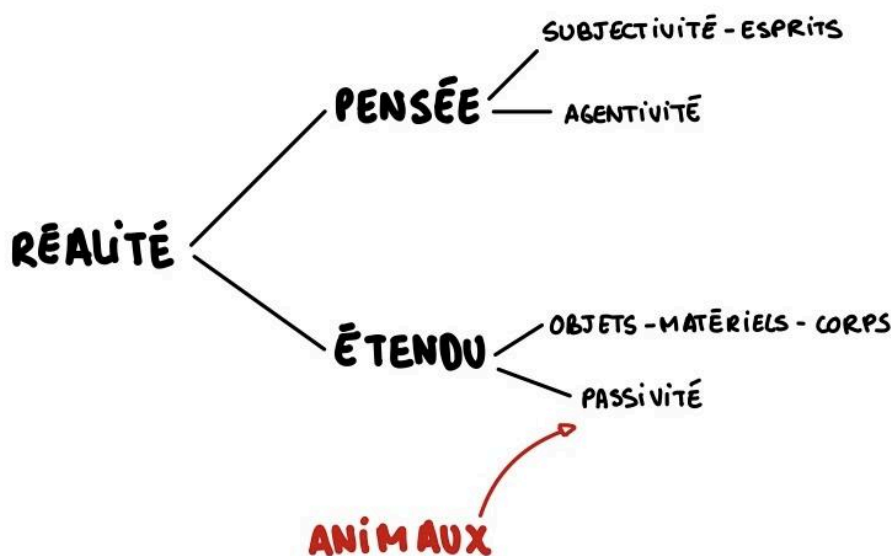 SUBJECTIVITÉ - ESPRITS
PENSÉE
AGENTIVITÉ
RÉALITÉ
OBJETS - MATÉRIELS - CORPS
ÉTENDU
PASSIVITÉ
ANIMAUX